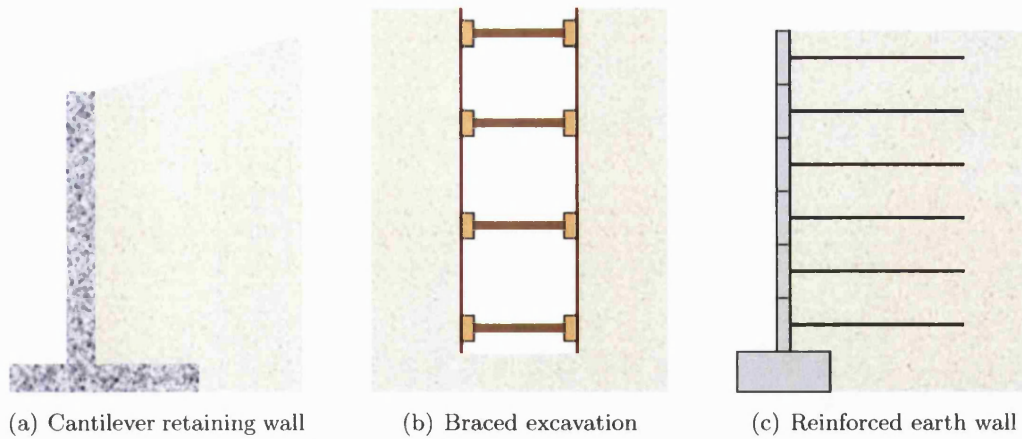 (a) Cantilever retaining wall
(b) Braced excavation
(c) Reinforced earth wall